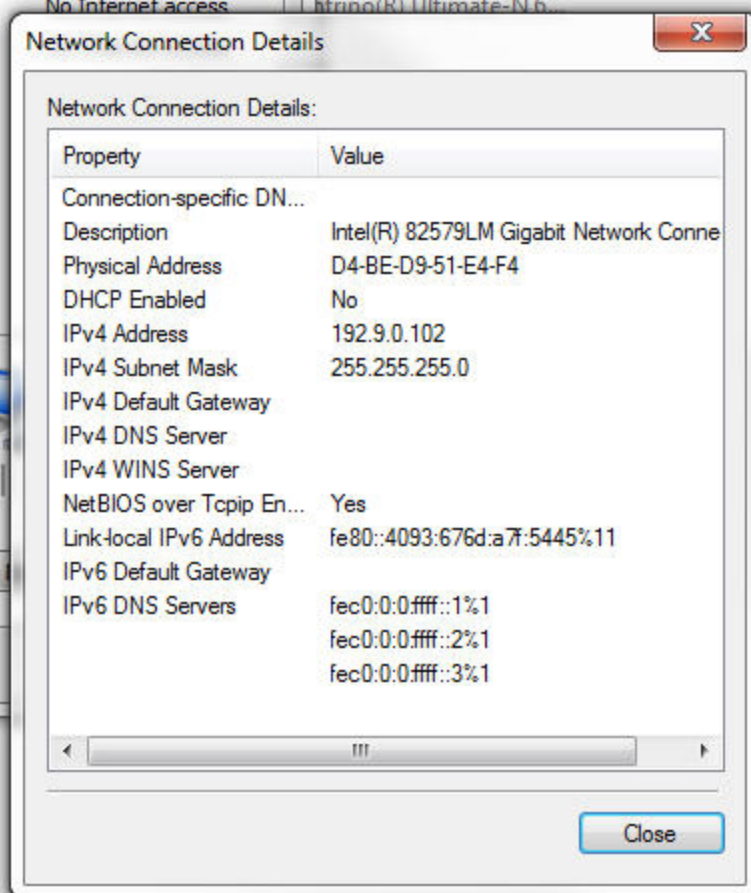 No Internet access
Ultimate-N 6...
Network Connection Details
Network Connection Details:
Property Value
Connection-specific DN...
Description Intel(R) 82579LM Gigabit Network Conne
Physical Address D4-BE-D9-51-E4-F4
DHCP Enabled No
IPv4 Address 192.9.0.102
IPv4 Subnet Mask 255.255.255.0
IPv4 Default Gateway
IPv4 DNS Server
IPv4 WINS Server
NetBIOS over Tcpip En... Yes
Link-local IPv6 Address fe80::4093:676d:a7f:5445%11
IPv6 Default Gateway
IPv6 DNS Servers fec0:0:0:ffff::1%1
fec0:0:0:ffff::2%1
fec0:0:0:ffff::3%1
Close